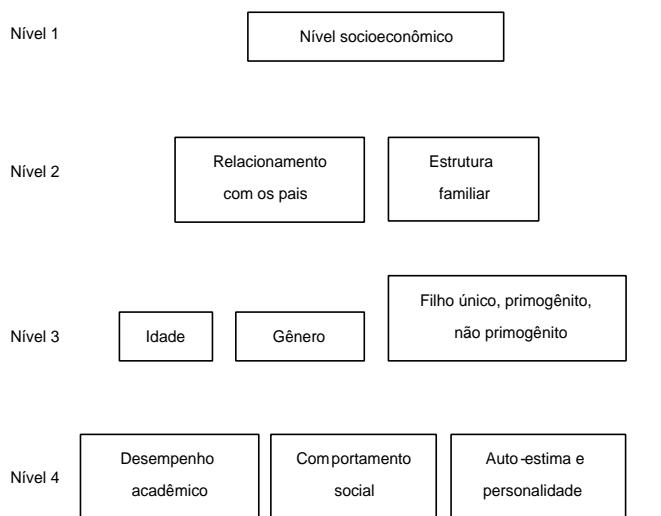 Nível 1
Nível socioeconômico
Nível 2
Relacionamento
com os pais
Estrutura
familiar
Nível 3
Idade
Gênero
Filho único, primogênito,
não primogênito
Nível 4
Desempenho
acadêmico
Comportamento
social
Auto-estima e
personalidade